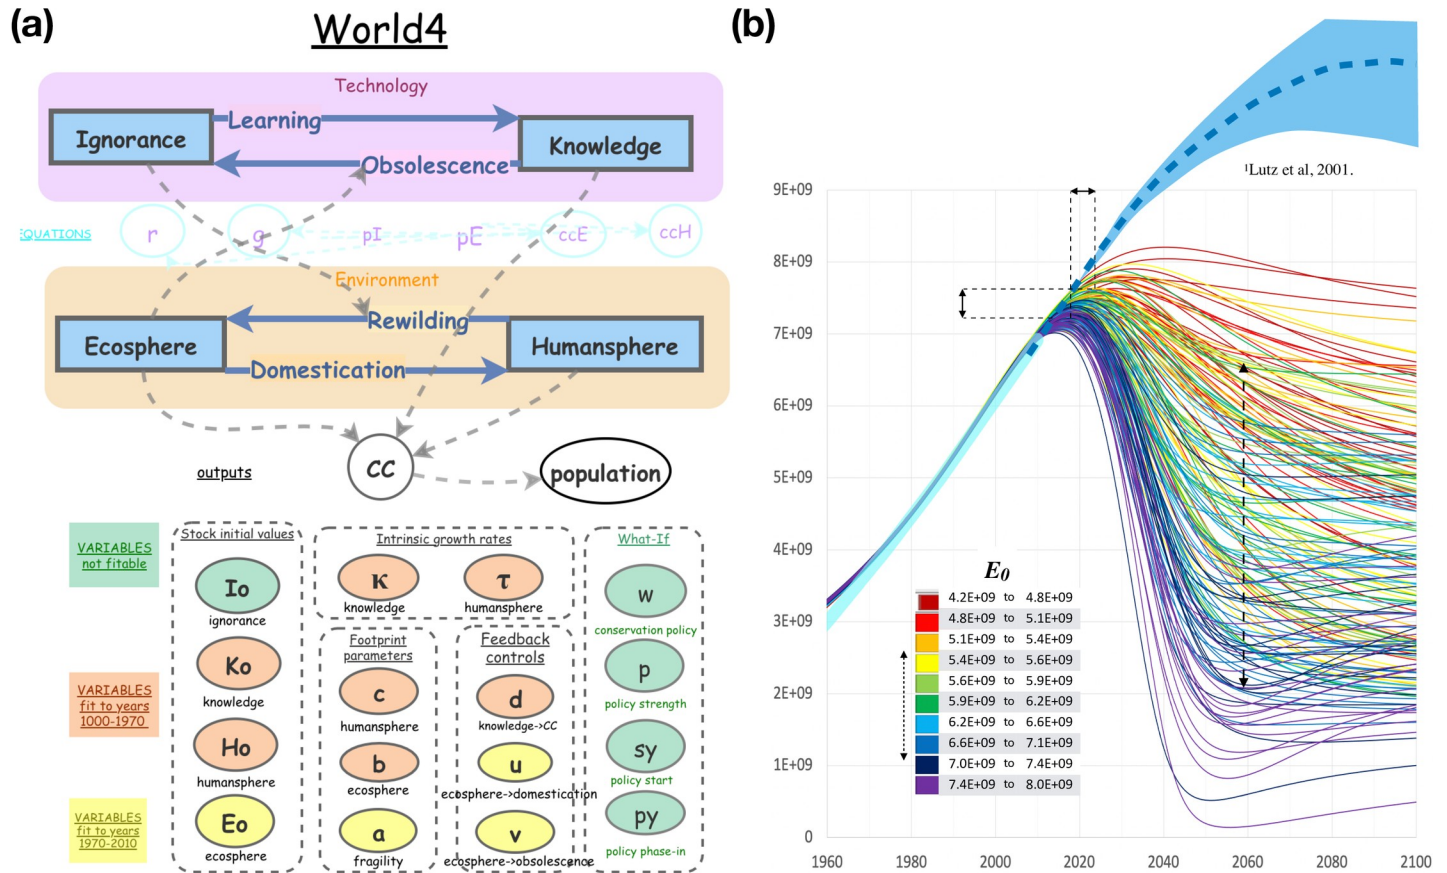 (a)
World4
Technology
Ignorance
Learning
Knowledge
Obsolescence
EQUATIONS
r
g
pI
pE
ccE
ccH
Environment
Rewilding
Ecosphere
Humansphere
Domestication
outputs
CC
population
VARIABLES
not fitable
VARIABLES
fit to years
1000-1970
VARIABLES
fit to years
1970-2010
Stock initial values
Io
ignorance
Ko
knowledge
Ho
humansphere
Eo
ecosphere
Intrinsic growth rates
κ
knowledge
τ
humansphere
Footprint
parameters
c
humansphere
b
ecosphere
a
fragility
Feedback
controls
d
knowledge->CC
u
ecosphere->domestication
v
ecosphere->obsolescence
What-If
w
conservation policy
p
policy strength
sy
policy start
py
policy phase-in
(b)
¹Lutz et al, 2001.
9E+09
8E+09
7E+09
6E+09
5E+09
4E+09
3E+09
2E+09
1E+09
0
1960
1980
2000
2020
2040
2060
2080
2100
E0
4.2E+09 to 4.8E+09
4.8E+09 to 5.1E+09
5.1E+09 to 5.4E+09
5.4E+09 to 5.6E+09
5.6E+09 to 5.9E+09
5.9E+09 to 6.2E+09
6.2E+09 to 6.6E+09
6.6E+09 to 7.1E+09
7.0E+09 to 7.4E+09
7.4E+09 to 8.0E+09